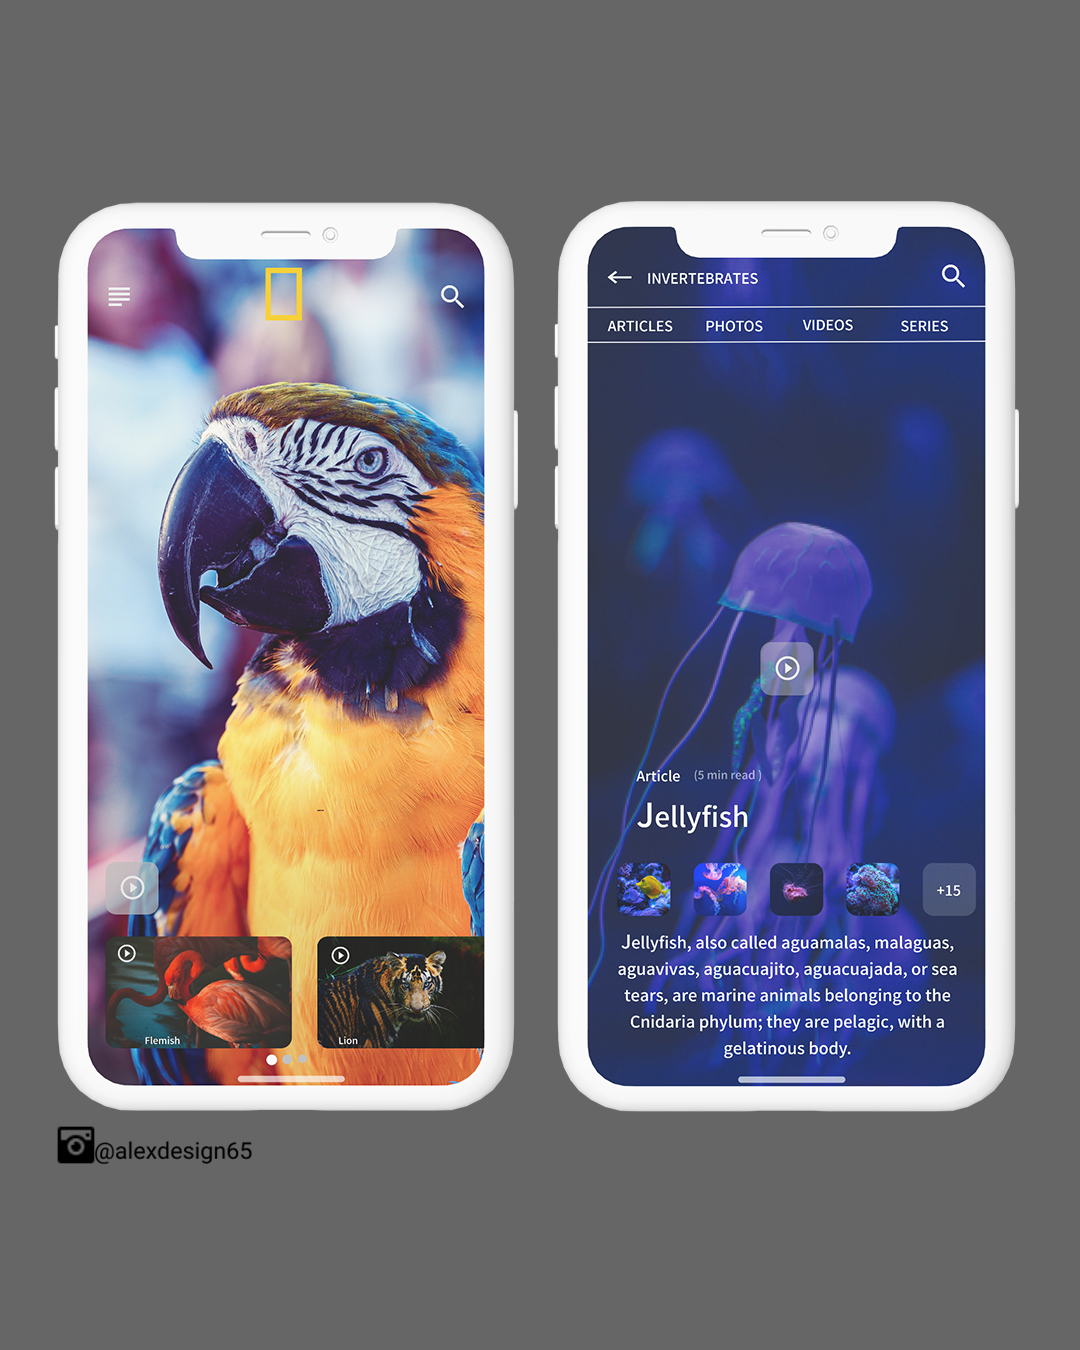 Flemish
Lion
INVERTEBRATES
ARTICLES PHOTOS VIDEOS SERIES
Article (5 min read )
Jellyfish
+15
Jellyfish, also called aguamalas, malaguas,
aguavivas, aguacuajito, aguacuajada, or sea
tears, are marine animals belonging to the
Cnidaria phylum; they are pelagic, with a
gelatinous body.
@alexdesign65